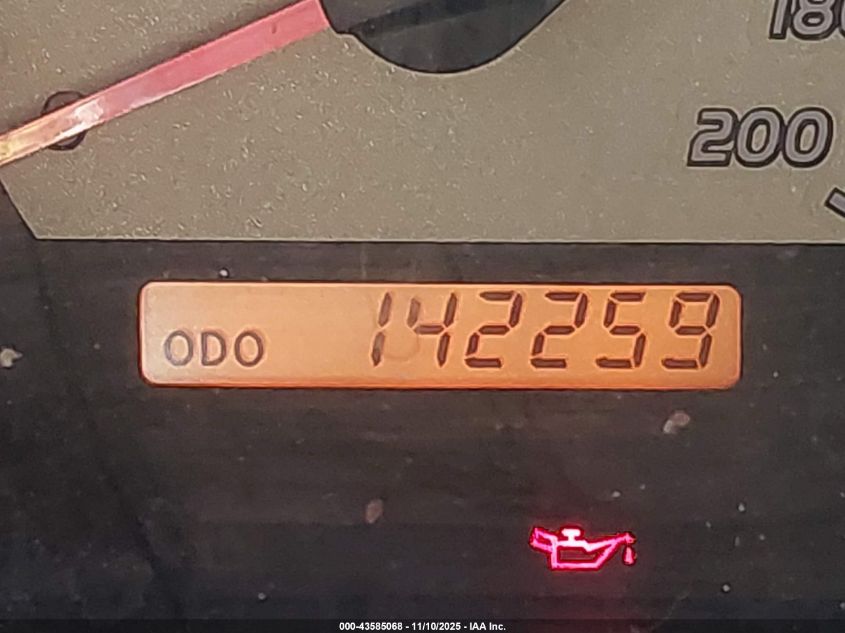 180
200
ODO 142259
000-43585068 - 11/10/2025 - IAA Inc.